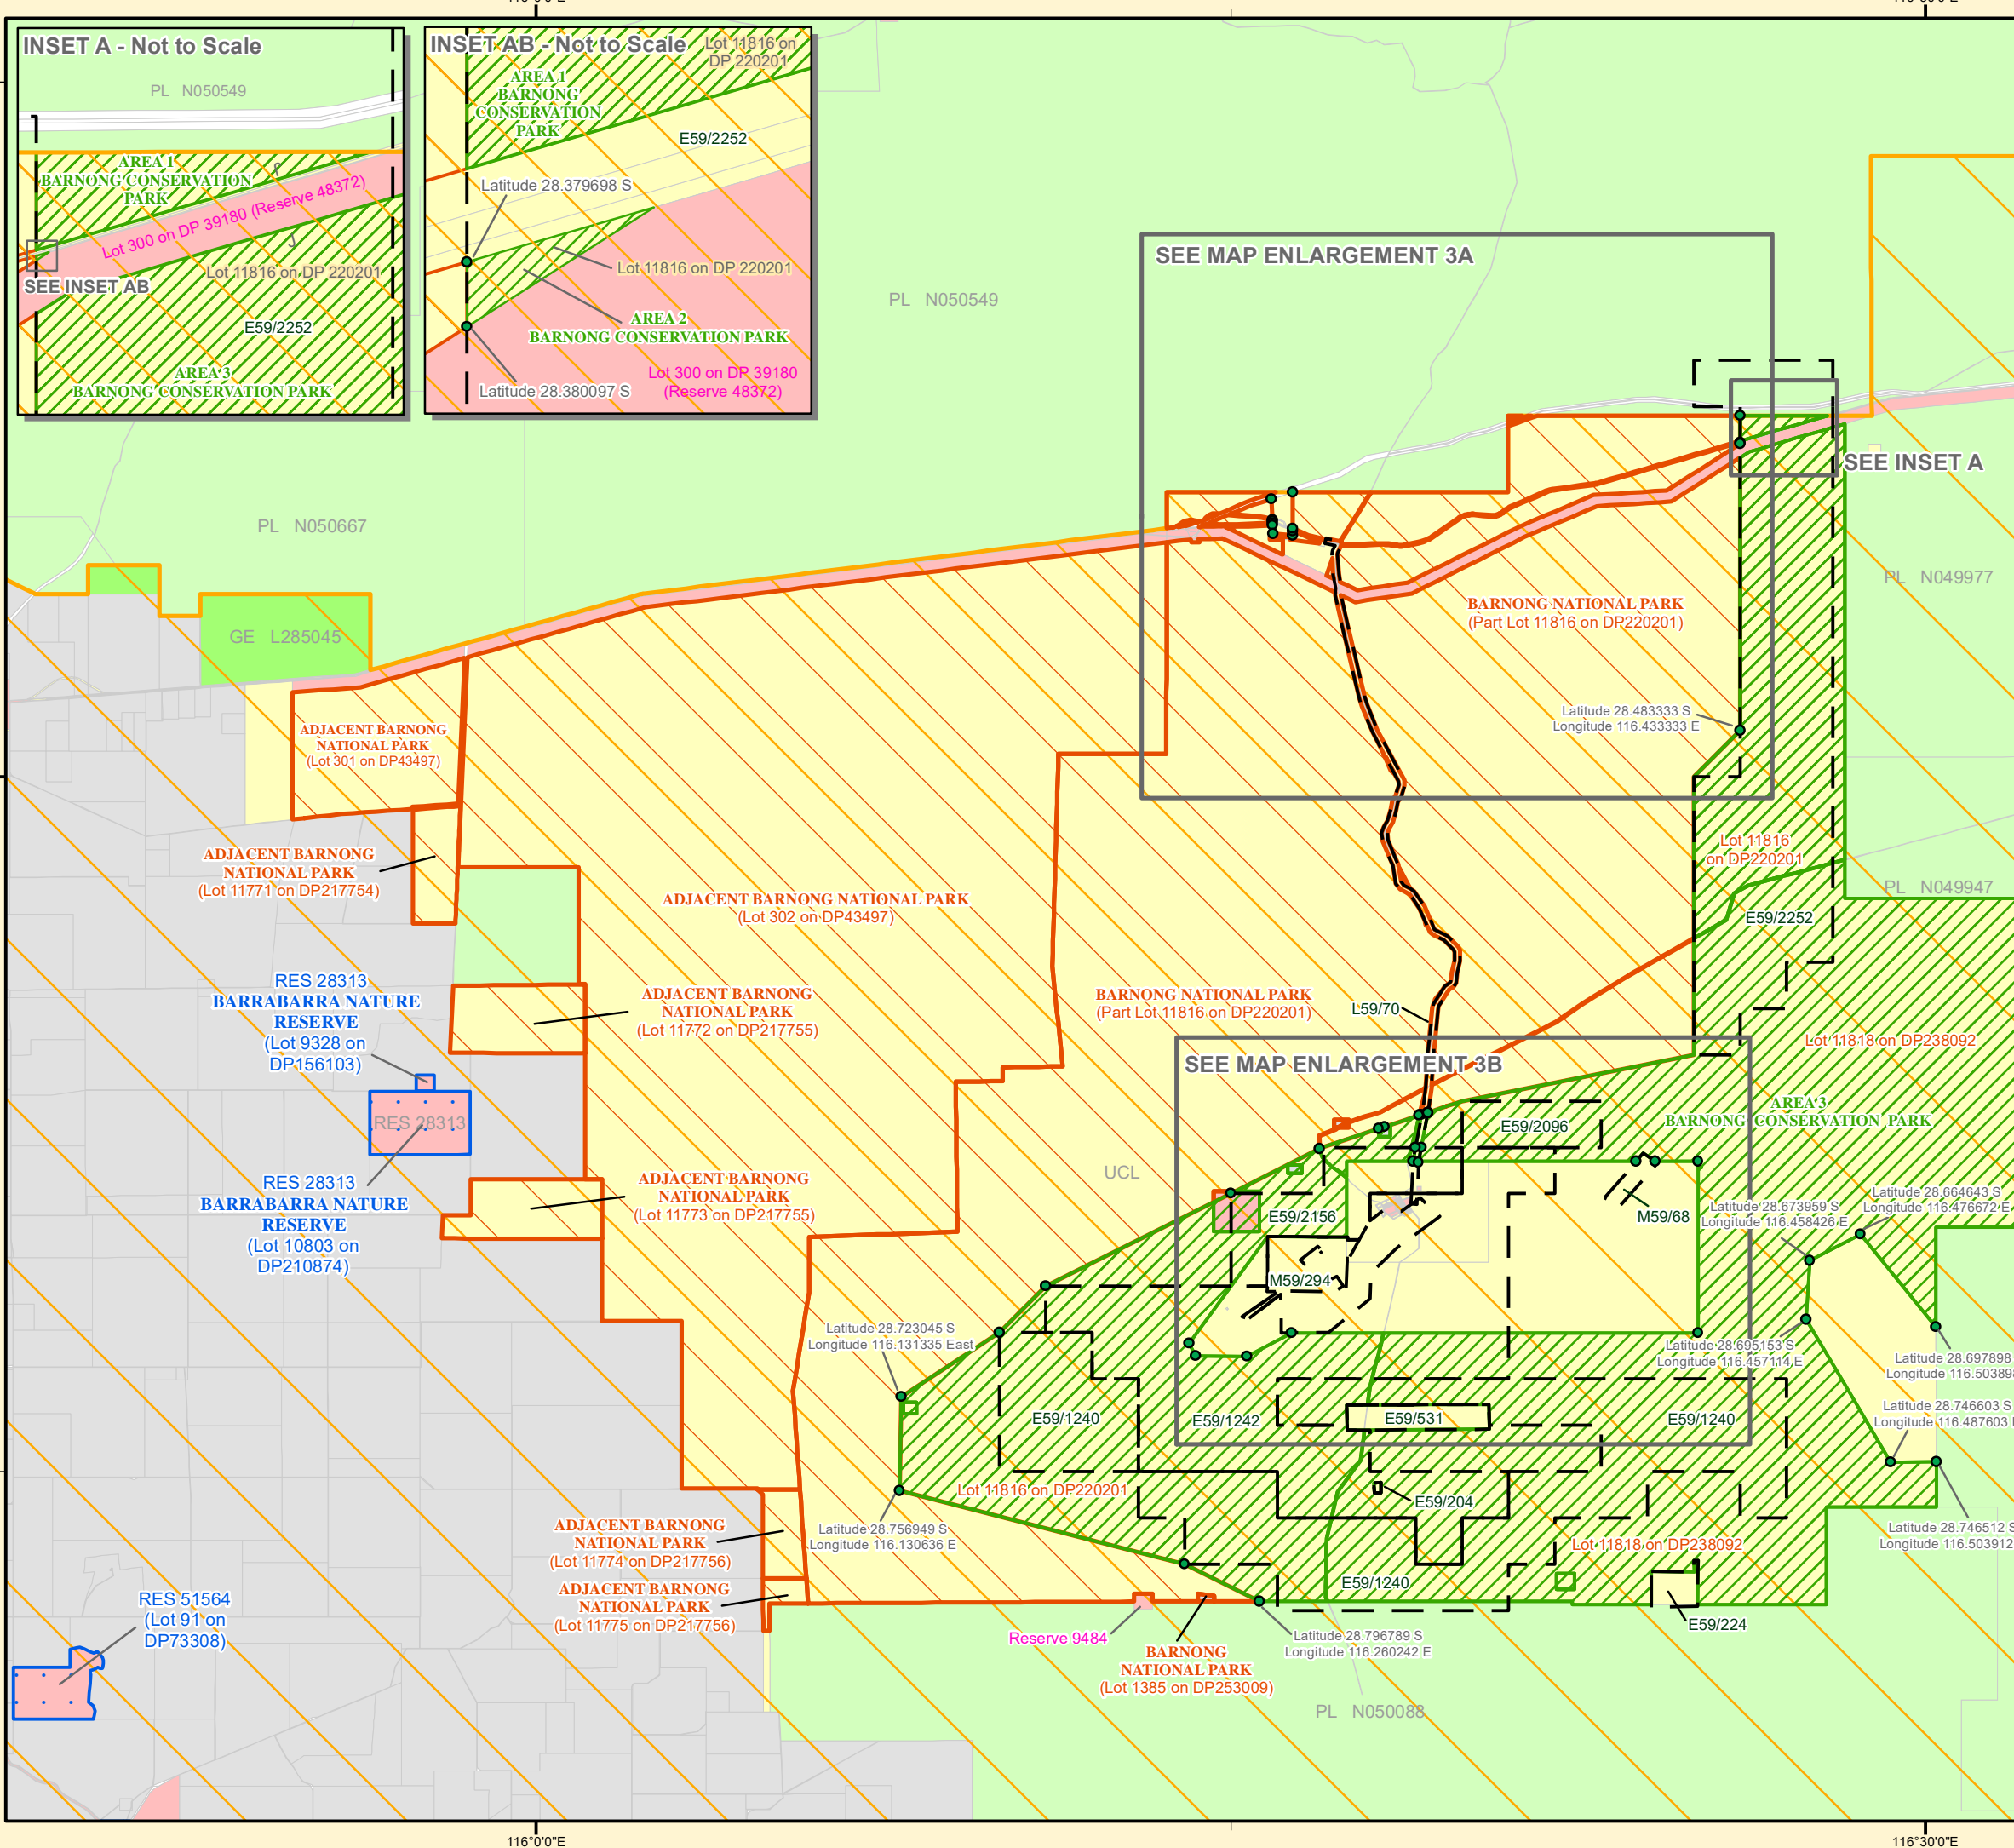 INSET A - Not to Scale
PL N050549
AREA 1
BARNONG CONSERVATION
PARK
Lot 300 on DP 39180 (Reserve 48372)
Lot 11816 on DP 220201
SEE INSET AB
E59/2252
AREA 3
BARNONG CONSERVATION PARK
INSET AB - Not to Scale
Lot 11816 on
DP 220201
AREA 1
BARNONG
CONSERVATION
PARK
E59/2252
Latitude 28.379698 S
Lot 11816 on DP 220201
AREA 2
BARNONG CONSERVATION PARK
Lot 300 on DP 39180
(Reserve 48372)
Latitude 28.380097 S
PL N050549
SEE MAP ENLARGEMENT 3A
SEE INSET A
PL N050667
PL N049977
GE L285045
BARNONG NATIONAL PARK
(Part Lot 11816 on DP220201)
Latitude 28.483333 S
Longitude 116.433333 E
ADJACENT BARNONG
NATIONAL PARK
(Lot 301 on DP43497)
Lot 11816
on DP220201
ADJACENT BARNONG
NATIONAL PARK
(Lot 11771 on DP217754)
PL N049947
ADJACENT BARNONG NATIONAL PARK
(Lot 302 on DP43497)
E59/2252
RES 28313
BARRABARRA NATURE
RESERVE
(Lot 9328 on
DP156103)
ADJACENT BARNONG
NATIONAL PARK
(Lot 11772 on DP217755)
BARNONG NATIONAL PARK
(Part Lot 11816 on DP220201)
L59/70
Lot 11818 on DP238092
SEE MAP ENLARGEMENT 3B
RES 28313
AREA 3
BARNONG CONSERVATION PARK
E59/2096
UCL
RES 28313
BARRABARRA NATURE
RESERVE
(Lot 10803 on
DP210874)
ADJACENT BARNONG
NATIONAL PARK
(Lot 11773 on DP217755)
E59/2156
M59/68
Latitude 28.673959 S
Longitude 116.458426 E
Latitude 28.664643 S
Longitude 116.476672 E
M59/294
Latitude 28.723045 S
Longitude 116.131335 East
Latitude 28.695153 S
Longitude 116.457114 E
Latitude 28.697898
Longitude 116.50389
Latitude 28.746603 S
Longitude 116.487603
E59/1240
E59/1242
E59/531
E59/1240
Lot 11816 on DP220201
E59/204
Latitude 28.756949 S
Longitude 116.130636 E
Latitude 28.746512 S
Longitude 116.503912
ADJACENT BARNONG
NATIONAL PARK
(Lot 11774 on DP217756)
Lot 11818 on DP238092
E59/1240
ADJACENT BARNONG
NATIONAL PARK
(Lot 11775 on DP217756)
E59/224
RES 51564
(Lot 91 on
DP73308)
Reserve 9484
Latitude 28.796789 S
Longitude 116.260242 E
BARNONG
NATIONAL PARK
(Lot 1385 on DP253009)
PL N050088
116°0'0"E
116°30'0"E